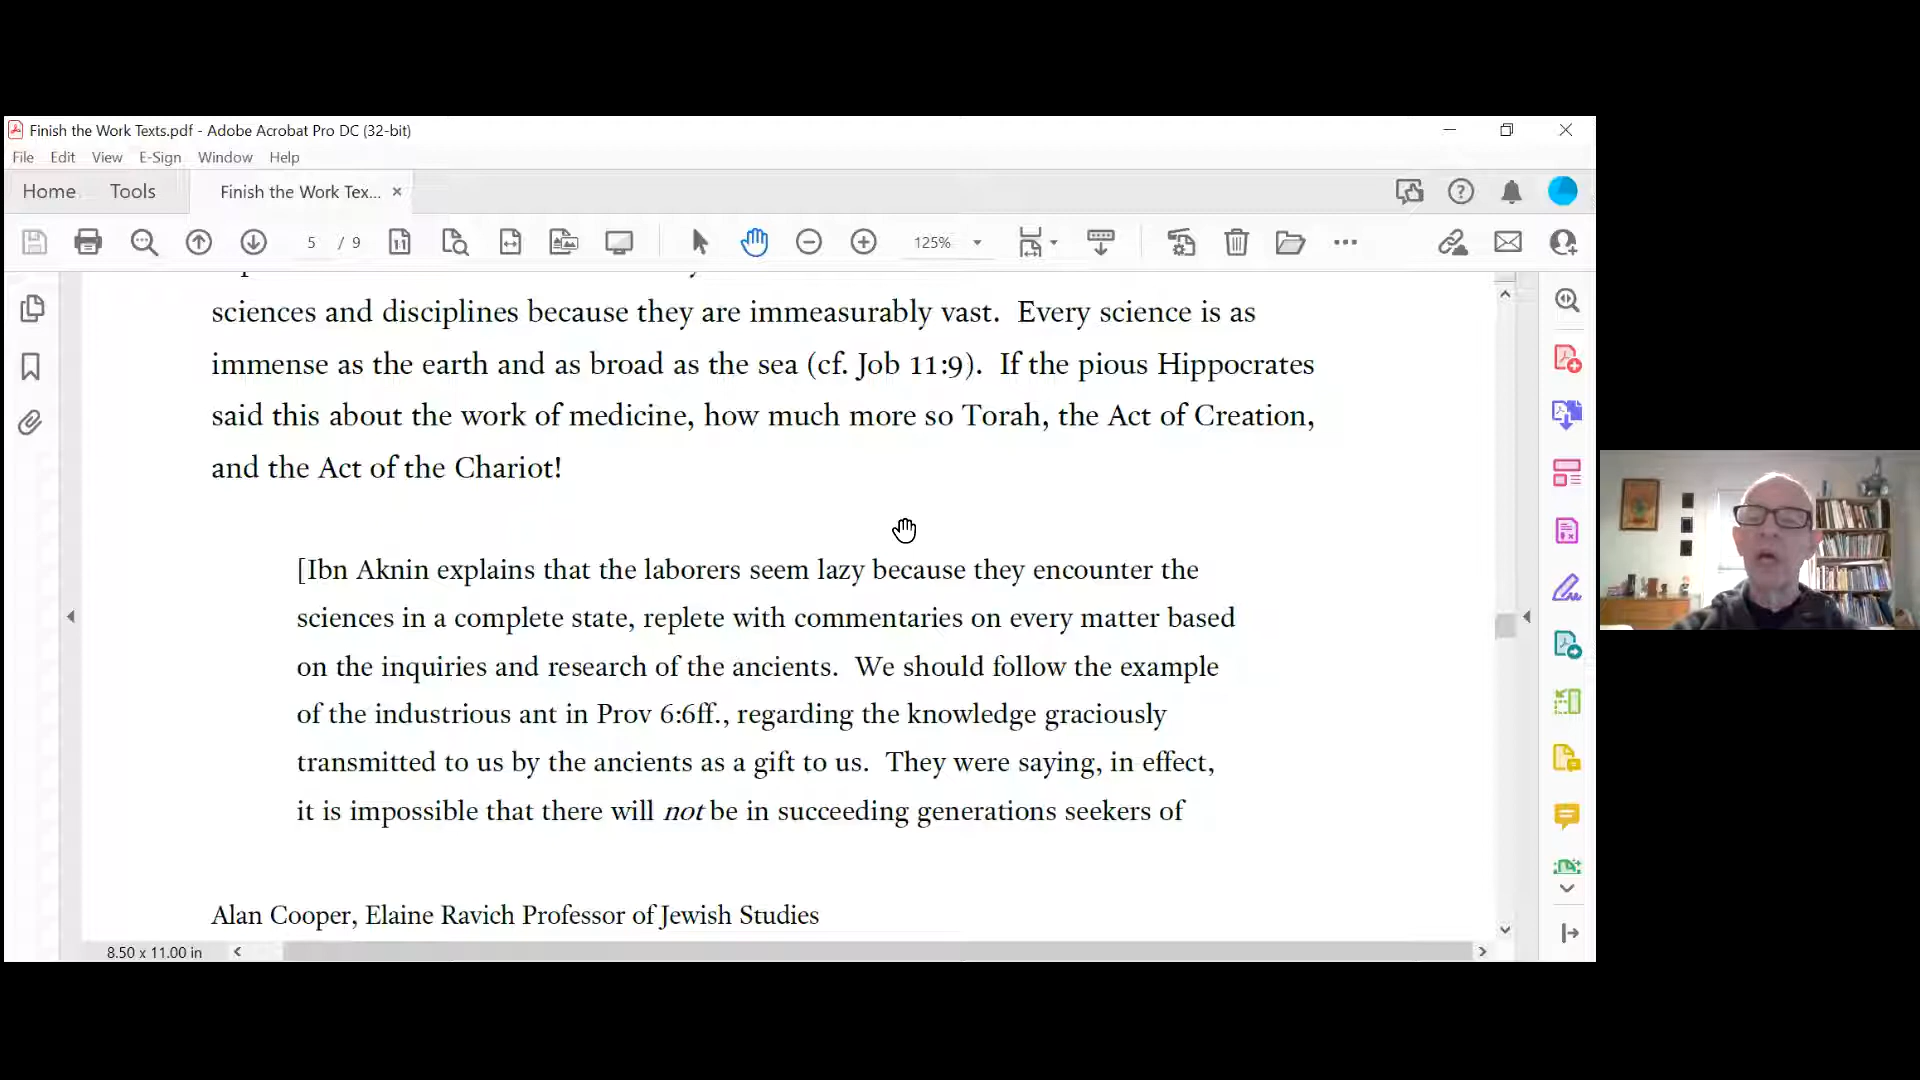 Finish the Work Texts.pdf - Adobe Acrobat Pro DC (32-bit)
File Edit View E-Sign Window Help
Home Tools Finish the Work Tex... ×
5 / 9 125%
sciences and disciplines because they are immeasurably vast. Every science is as
immense as the earth and as broad as the sea (cf. Job 11:9). If the pious Hippocrates
said this about the work of medicine, how much more so Torah, the Act of Creation,
and the Act of the Chariot!
[Ibn Aknin explains that the laborers seem lazy because they encounter the
sciences in a complete state, replete with commentaries on every matter based
on the inquiries and research of the ancients. We should follow the example
of the industrious ant in Prov 6:6ff., regarding the knowledge graciously
transmitted to us by the ancients as a gift to us. They were saying, in effect,
it is impossible that there will not be in succeeding generations seekers of
Alan Cooper, Elaine Ravich Professor of Jewish Studies
8.50 x 11.00 in